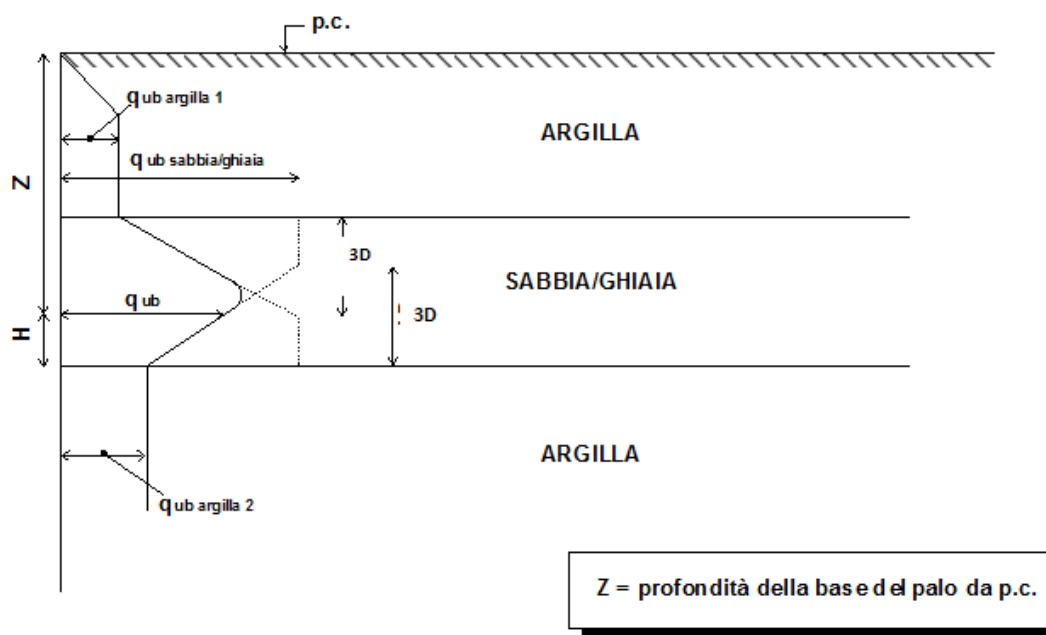 p.c.
q ub argilla 1
ARGILLA
q ub sabbia/ghiaia
Z
3D
SABBIA/GHIAIA
q ub
3D
H
ARGILLA
q ub argilla 2
Z = profondità della base del palo da p.c.